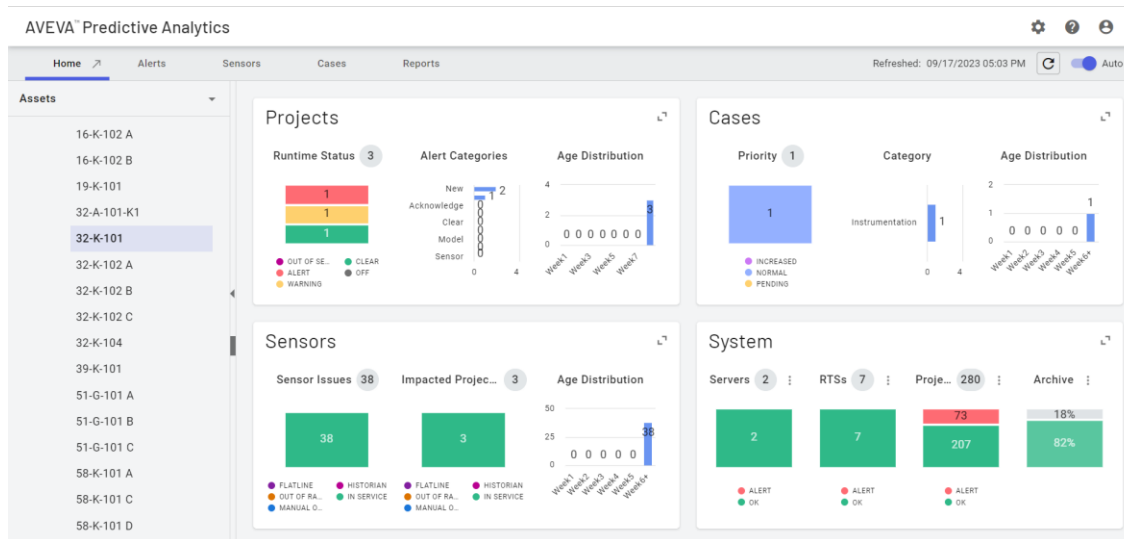 AVEVA™ Predictive Analytics
Home Alerts Sensors Cases Reports Refreshed: 09/17/2023 05:03 PM Auto
Assets
16-K-102 A
16-K-102 B
19-K-101
32-A-101-K1
32-K-101
32-K-102 A
32-K-102 B
32-K-102 C
32-K-104
39-K-101
51-G-101 A
51-G-101 B
51-G-101 C
58-K-101 A
58-K-101 C
58-K-101 D
Projects
Runtime Status 3
1
1
1
OUT OF SE... CLEAR
ALERT OFF
WARNING
Alert Categories
New 2
1
Acknowledge 0
0
Clear 0
Model 0
0
Sensor 0
0 4
Age Distribution
4
2
0
0 0 0 0 0 0 0 3
Week1 Week3 Week5 Week7
Cases
Priority 1
1
INCREASED
NORMAL
PENDING
Category
Instrumentation 1
0 4
Age Distribution
2
1
0
0 0 0 0 0 1
Week1 Week2 Week3 Week4 Week5 Week6+
Sensors
Sensor Issues 38
38
FLATLINE HISTORIAN
OUT OF RA... IN SERVICE
MANUAL O...
Impacted Projec... 3
3
FLATLINE HISTORIAN
OUT OF RA... IN SERVICE
MANUAL O...
Age Distribution
50
25
0
0 0 0 0 0 38
Week1 Week2 Week3 Week4 Week5 Week6+
System
Servers 2
2
ALERT
OK
RTSs 7
7
ALERT
OK
Proje... 280
73
207
ALERT
OK
Archive
18%
82%